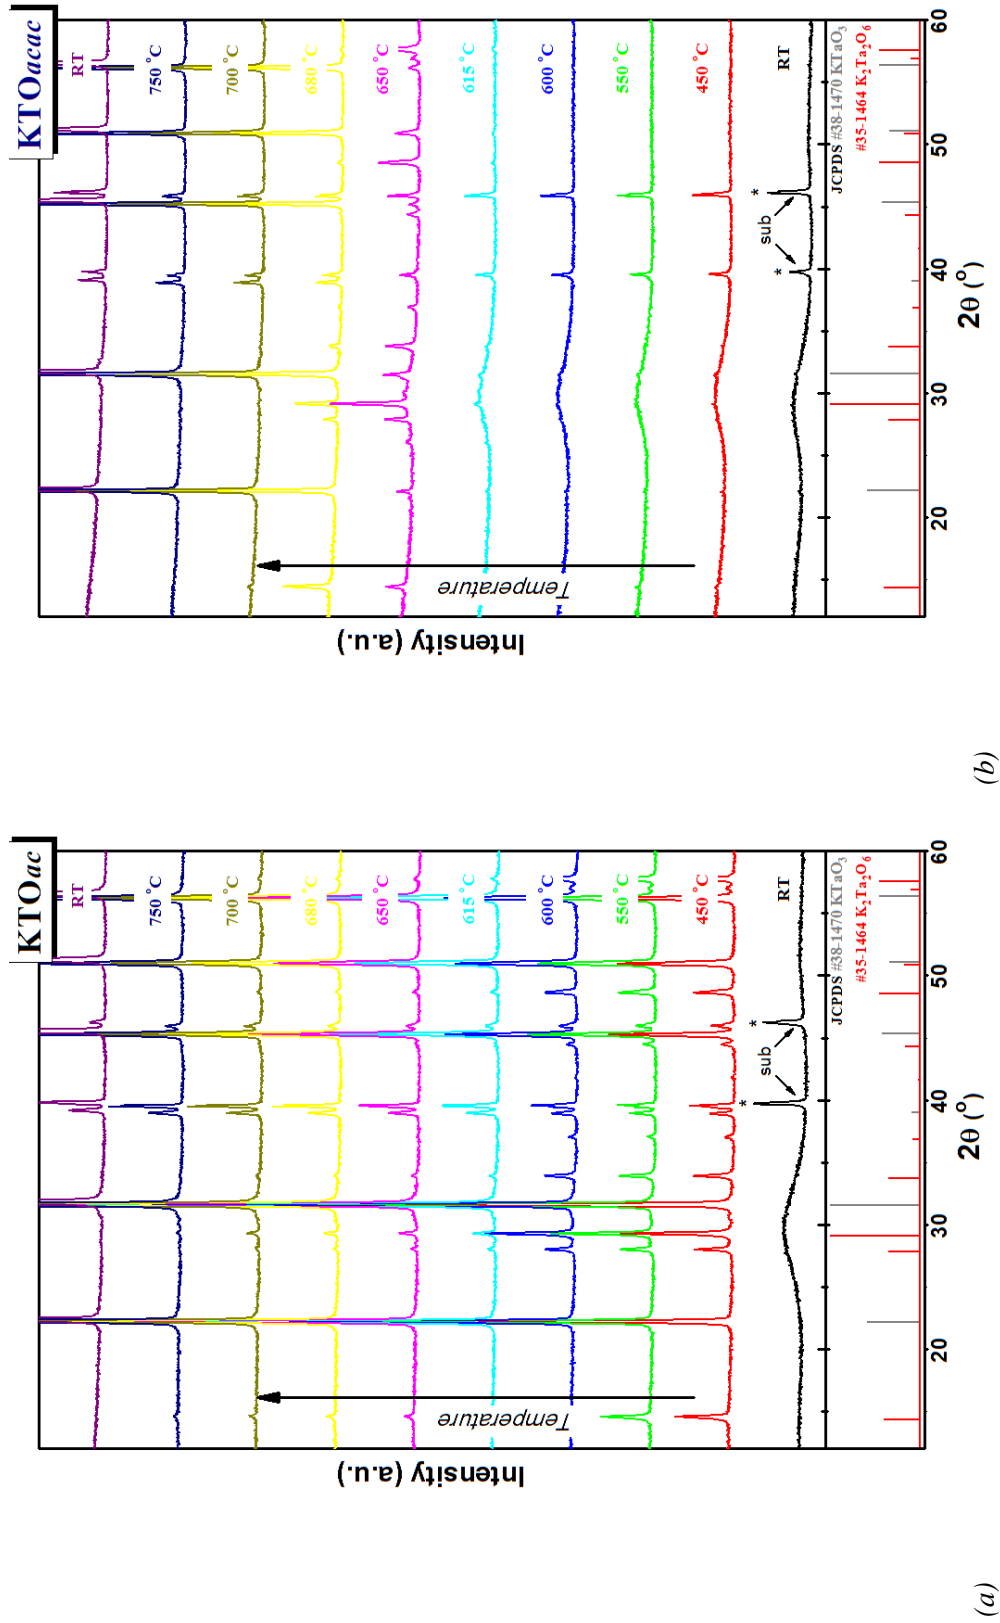 (a)
KTOac
RT
750 °C
700 °C
680 °C
650 °C
615 °C
600 °C
550 °C
450 °C
RT
Temperature
Intensity (a.u.)
*
*
sub
JCPDS #38-1470 KTaO3
#35-1464 K2Ta2O6
20
30
40
50
60
2θ (°)
(b)
KTOacac
RT
750 °C
700 °C
680 °C
650 °C
615 °C
600 °C
550 °C
450 °C
RT
Temperature
Intensity (a.u.)
*
*
sub
JCPDS #38-1470 KTaO3
#35-1464 K2Ta2O6
20
30
40
50
60
2θ (°)